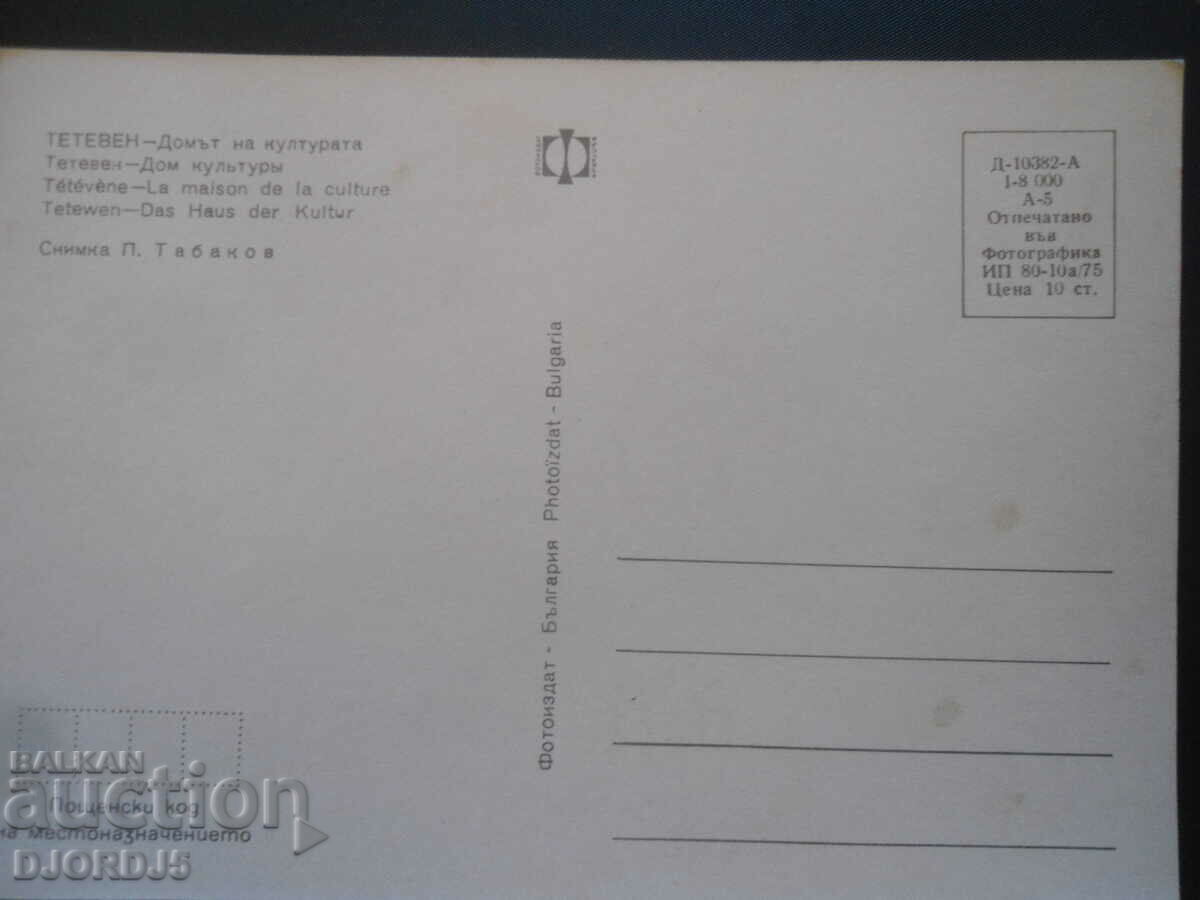 ТЕТЕВЕН—Домът на културата
Тетевен—Дом культуры
Tétévène—La maison de la culture
Tetewen—Das Haus der Kultur
Снимка П. Табаков
Д-10382-А
1-8 000
А-5
Отпечатано
във
Фотографика
ИП 80-10а/75
Цена 10 ст.
Фотоиздат - България Photoïzdat - Bulgaria
Пощенски код
на местоназначението
BALKAN
auction
DJORDJ5